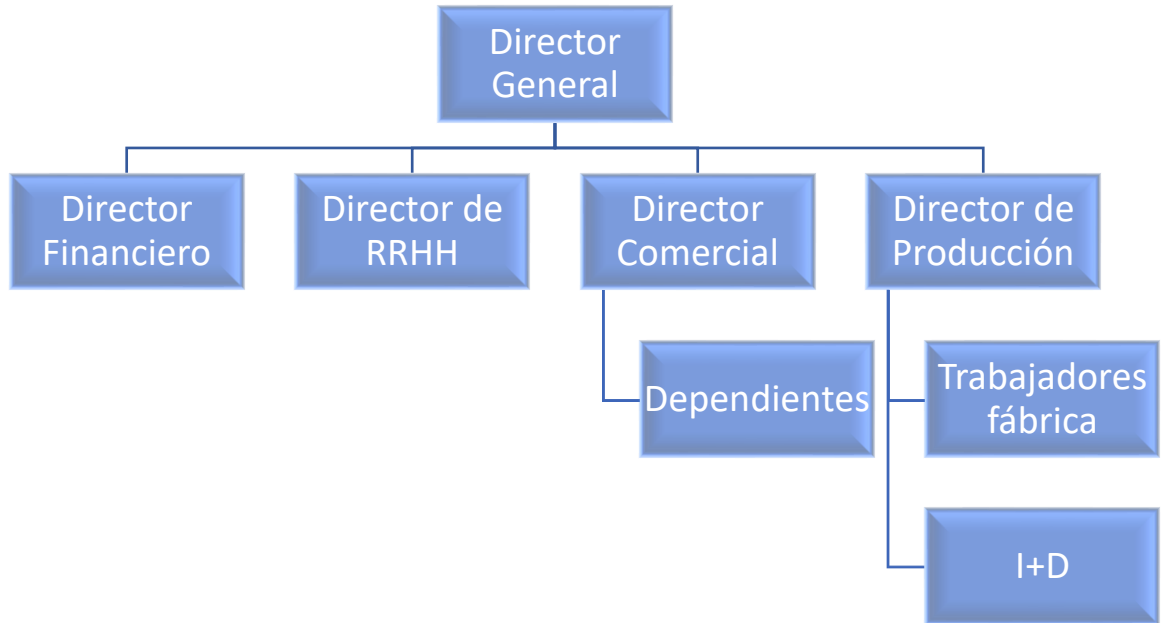 Director
General
Director
Financiero
Director de
RRHH
Director
Comercial
Director de
Producción
Dependientes
Trabajadores
fábrica
I+D